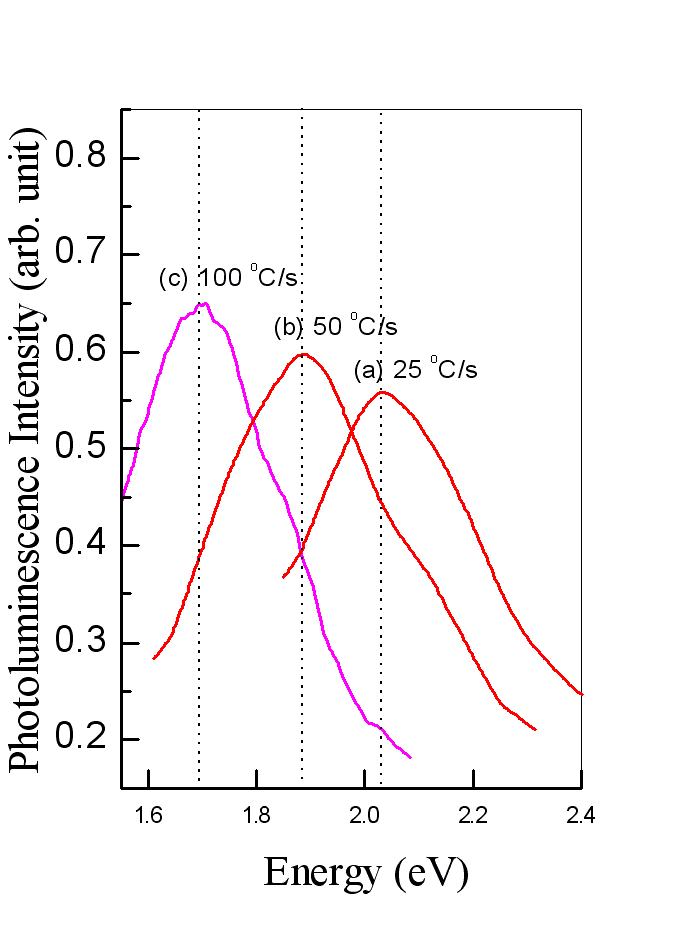 Photoluminescence Intensity (arb. unit)
0.8
0.7
0.6
0.5
0.4
0.3
0.2
(c) 100 °C/s
(b) 50 °C/s
(a) 25 °C/s
1.6 1.8 2.0 2.2 2.4
Energy (eV)